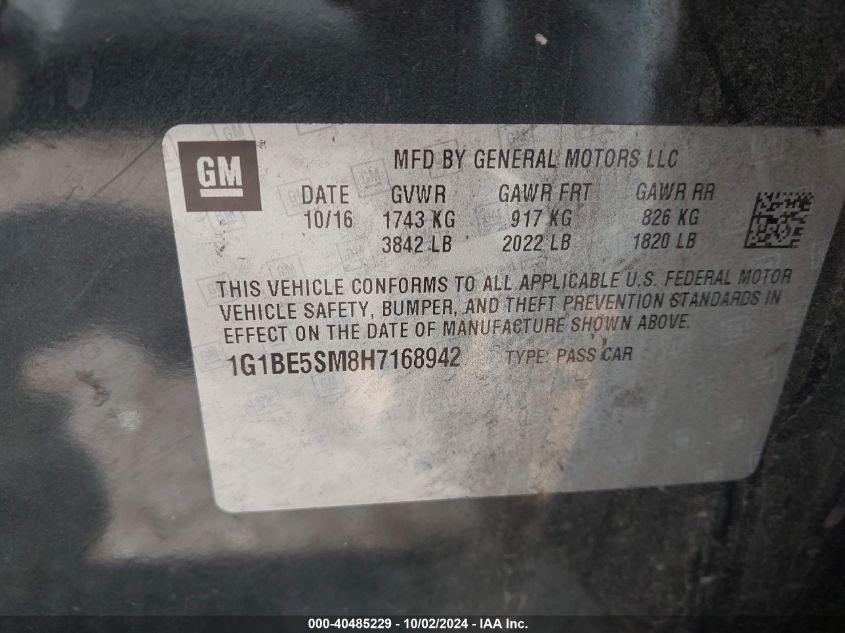 GM
MFD BY GENERAL MOTORS LLC
DATE GVWR GAWR FRT GAWR RR
10/16 1743 KG 917 KG 826 KG
3842 LB 2022 LB 1820 LB
THIS VEHICLE CONFORMS TO ALL APPLICABLE U.S. FEDERAL MOTOR
VEHICLE SAFETY, BUMPER, AND THEFT PREVENTION STANDARDS IN
EFFECT ON THE DATE OF MANUFACTURE SHOWN ABOVE.
1G1BE5SM8H7168942 TYPE: PASS CAR
000-40485229 - 10/02/2024 - IAA Inc.